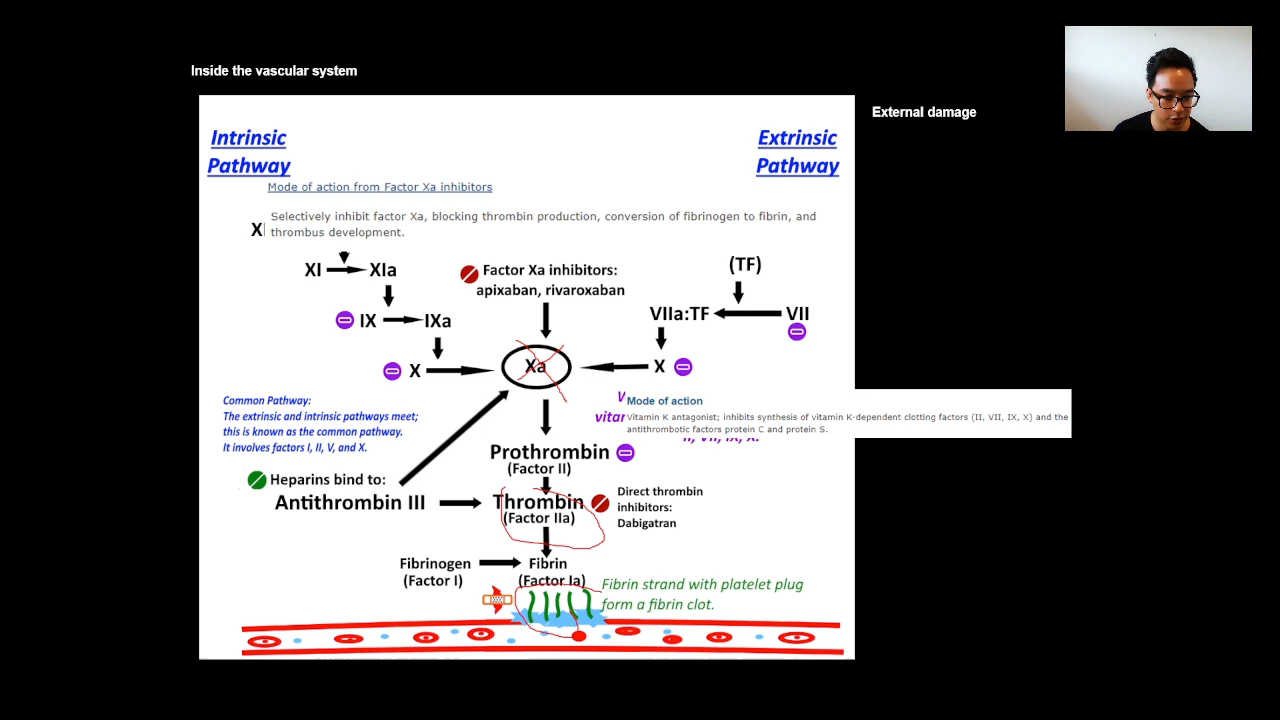 Inside the vascular system
External damage
Intrinsic
Pathway
Extrinsic
Pathway
Mode of action from Factor Xa inhibitors
Selectively inhibit factor Xa, blocking thrombin production, conversion of fibrinogen to fibrin, and
thrombus development.
X
XI
XIa
Factor Xa inhibitors:
apixaban, rivaroxaban
(TF)
IX
IXa
VIIa:TF
VII
X
Xa
X
Common Pathway:
The extrinsic and intrinsic pathways meet;
this is known as the common pathway.
It involves factors I, II, V, and X.
Mode of action
Vitamin K antagonist; inhibits synthesis of vitamin K-dependent clotting factors (II, VII, IX, X) and the
antithrombotic factors protein C and protein S.
II, VII, IX, X.
Prothrombin
(Factor II)
Heparins bind to:
Antithrombin III
Thrombin
(Factor IIa)
Direct thrombin
inhibitors:
Dabigatran
Fibrinogen
(Factor I)
Fibrin
(Factor Ia)
Fibrin strand with platelet plug
form a fibrin clot.